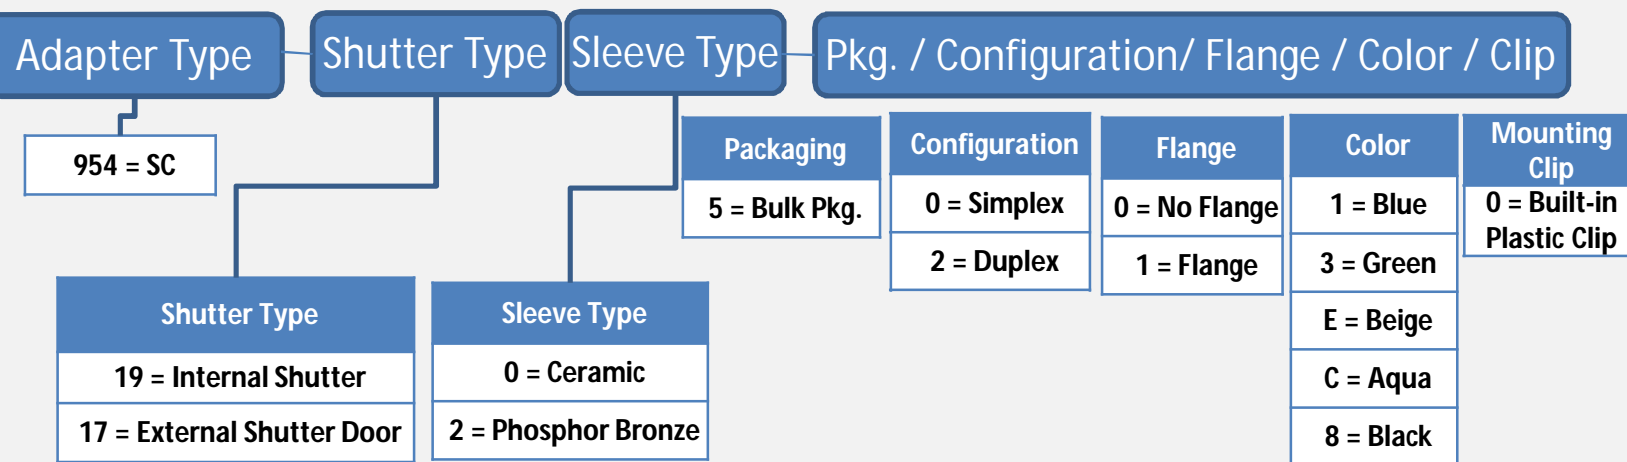 Adapter Type
Shutter Type
Sleeve Type
Pkg. / Configuration/ Flange / Color / Clip
954 = SC
Shutter Type
19 = Internal Shutter
17 = External Shutter Door
Sleeve Type
0 = Ceramic
2 = Phosphor Bronze
Packaging
5 = Bulk Pkg.
Configuration
0 = Simplex
2 = Duplex
Flange
0 = No Flange
1 = Flange
Color
1 = Blue
3 = Green
E = Beige
C = Aqua
8 = Black
Mounting
Clip
0 = Built-in
Plastic Clip